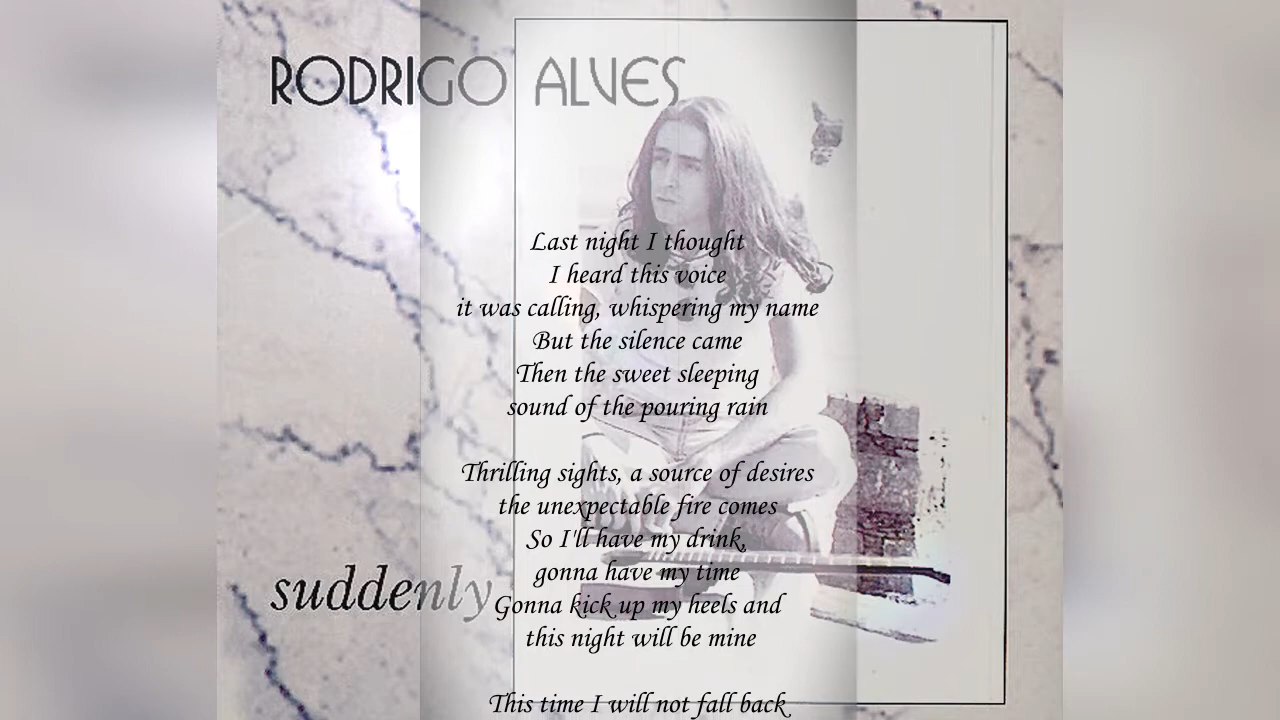 RODRIGO ALVES
Last night I thought
I heard this voice
it was calling, whispering my name
But the silence came
Then the sweet sleeping
sound of the pouring rain
Thrilling sights, a source of desires
the unexpectable fire comes
So I'll have my drink,
gonna have my time
suddenly
Gonna kick up my heels and
this night will be mine
This time I will not fall back